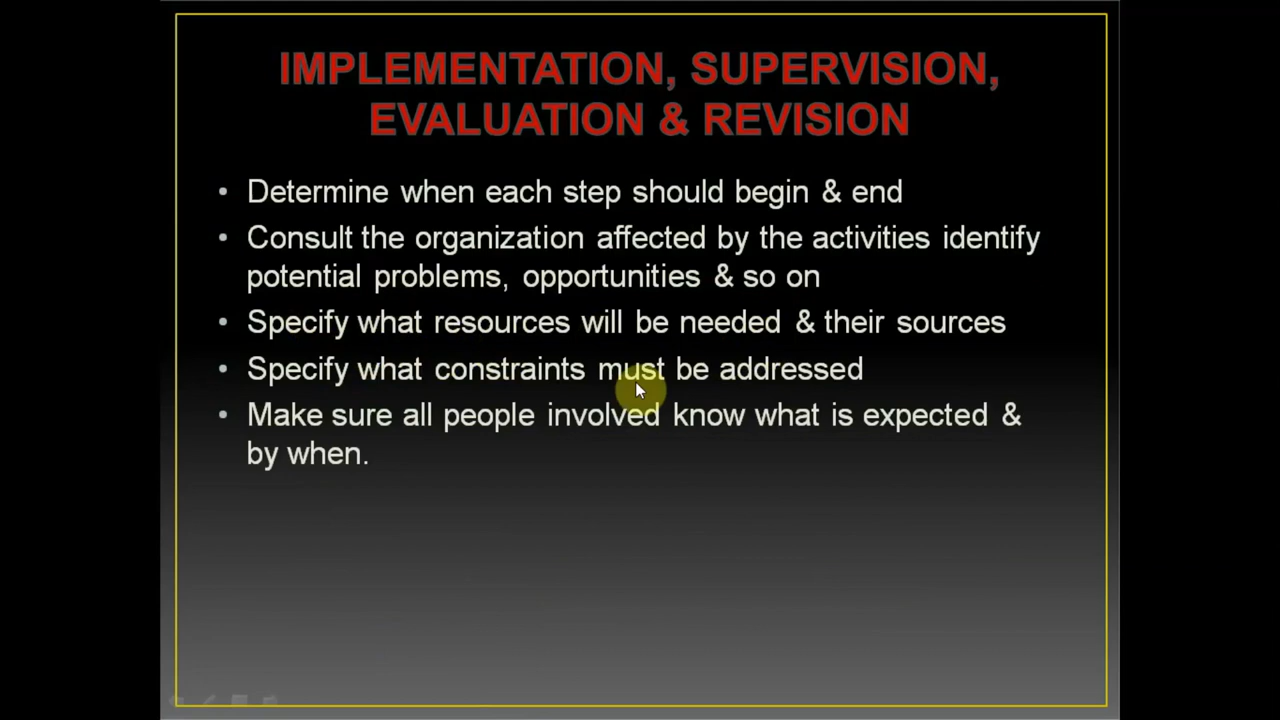 IMPLEMENTATION, SUPERVISION,
EVALUATION & REVISION
• Determine when each step should begin & end
• Consult the organization affected by the activities identify
potential problems, opportunities & so on
• Specify what resources will be needed & their sources
• Specify what constraints must be addressed
• Make sure all people involved know what is expected &
by when.